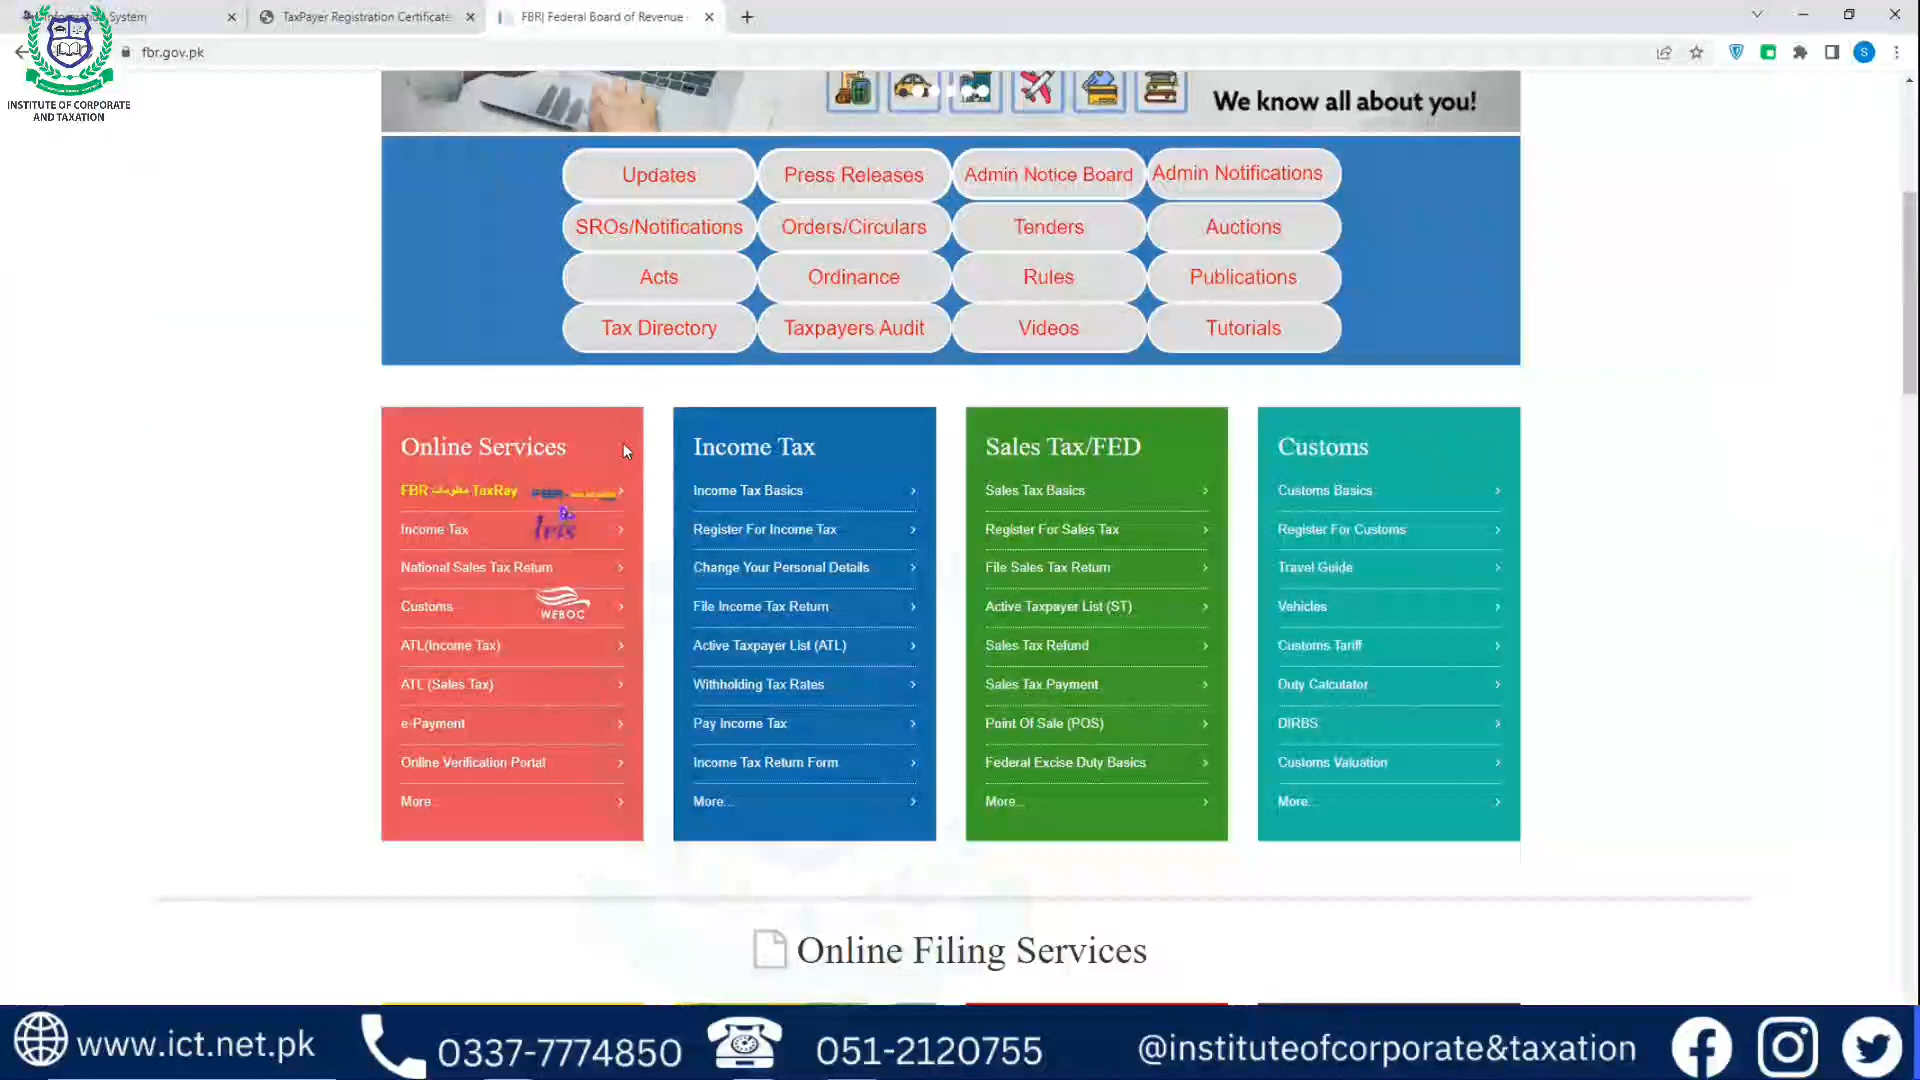 Information System
TaxPayer Registration Certificate
FBR| Federal Board of Revenue
fbr.gov.pk
INSTITUTE OF CORPORATE
AND TAXATION
We know all about you!
Updates
Press Releases
Admin Notice Board
Admin Notifications
SROs/Notifications
Orders/Circulars
Tenders
Auctions
Acts
Ordinance
Rules
Publications
Tax Directory
Taxpayers Audit
Videos
Tutorials
Online Services
FBR معلومات TaxRay
Income Tax
Iris
National Sales Tax Return
Customs
WEBOC
ATL(Income Tax)
ATL (Sales Tax)
e-Payment
Online Verification Portal
More...
Income Tax
Income Tax Basics
Register For Income Tax
Change Your Personal Details
File Income Tax Return
Active Taxpayer List (ATL)
Withholding Tax Rates
Pay Income Tax
Income Tax Return Form
More...
Sales Tax/FED
Sales Tax Basics
Register For Sales Tax
File Sales Tax Return
Active Taxpayer List (ST)
Sales Tax Refund
Sales Tax Payment
Point Of Sale (POS)
Federal Excise Duty Basics
More...
Customs
Customs Basics
Register For Customs
Travel Guide
Vehicles
Customs Tariff
Duty Calculator
DIRBS
Customs Valuation
More...
Online Filing Services
www.ict.net.pk
0337-7774850
051-2120755
@instituteofcorporate&taxation